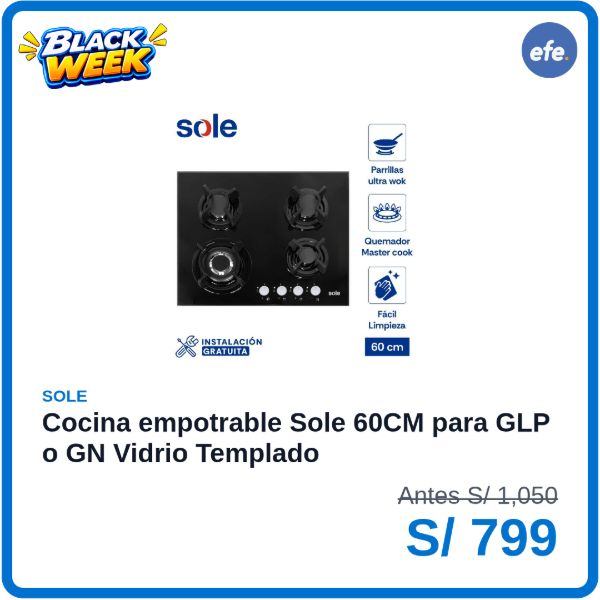 BLACK
WEEK
efe.
sole
Parrillas
ultra wok
Quemador
Master cook
Fácil
Limpieza
60 cm
sole
INSTALACIÓN
GRATUITA
SOLE
Cocina empotrable Sole 60CM para GLP
o GN Vidrio Templado
Antes S/ 1,050
S/ 799